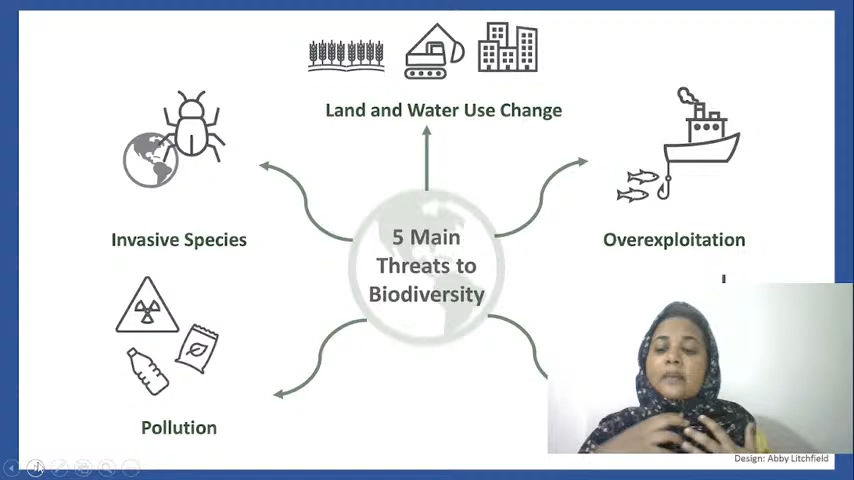 Land and Water Use Change
Invasive Species
5 Main
Threats to
Biodiversity
Overexploitation
Pollution
Design: Abby Litchfield